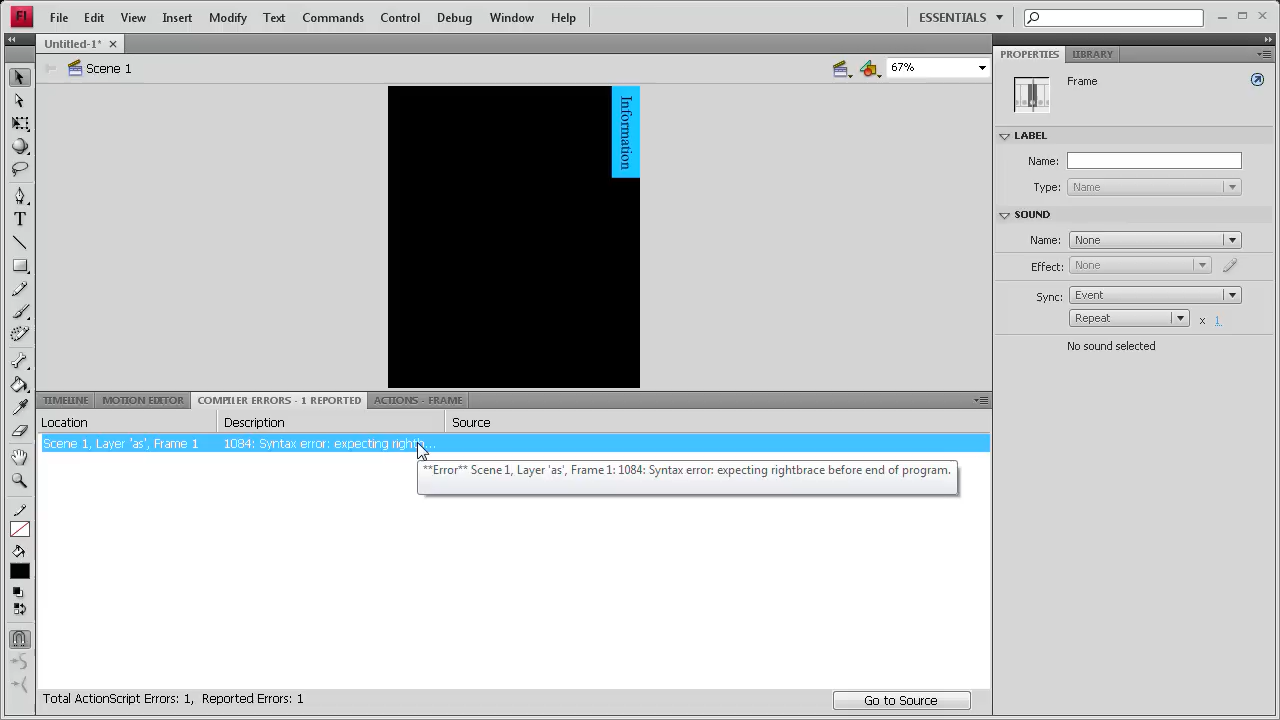 Fl File Edit View Insert Modify Text Commands Control Debug Window Help ESSENTIALS
Untitled-1* ×
Scene 1 67%
Information
TIMELINE MOTION EDITOR COMPILER ERRORS - 1 REPORTED ACTIONS - FRAME
Location Description Source
Scene 1, Layer 'as', Frame 1 1084: Syntax error: expecting rightb...
**Error** Scene 1, Layer 'as', Frame 1: 1084: Syntax error: expecting rightbrace before end of program.
Total ActionScript Errors: 1, Reported Errors: 1 Go to Source
PROPERTIES LIBRARY
Frame
LABEL
Name:
Type: Name
SOUND
Name: None
Effect: None
Sync: Event
Repeat x 1
No sound selected
T